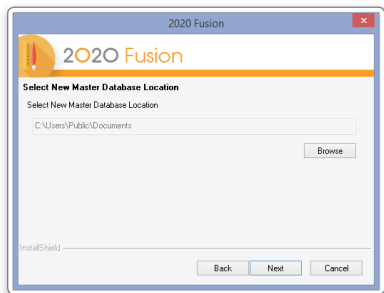 2020 Fusion
2020 Fusion
Select New Master Database Location
Select New Master Database Location
C:\Users\Public\Documents
Browse
InstallShield
Back Next Cancel